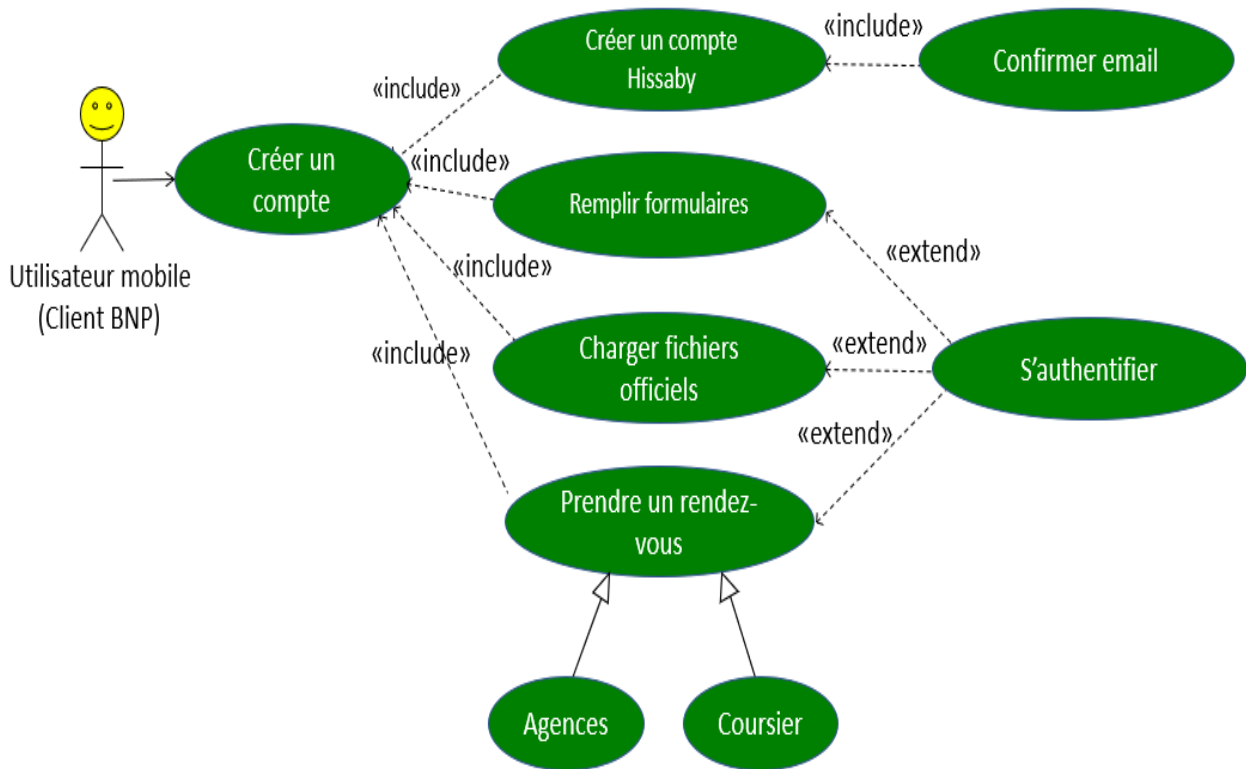 Créer un compte
Hissaby
«include»
Confirmer email
«include»
Créer un
compte
«include»
Remplir formulaires
Utilisateur mobile
(Client BNP)
«include»
«extend»
«include»
Charger fichiers
officiels
«extend»
S’authentifier
«extend»
Prendre un rendez-
vous
Agences
Coursier